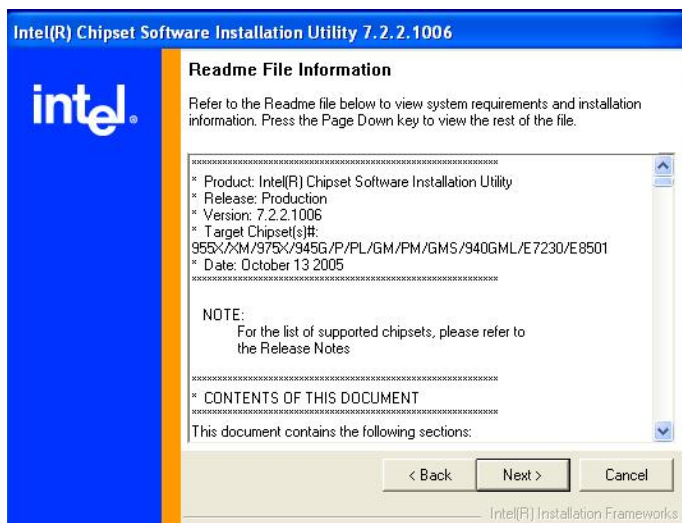 Intel(R) Chipset Software Installation Utility 7.2.2.1006
intel.
Readme File Information
Refer to the Readme file below to view system requirements and installation
information. Press the Page Down key to view the rest of the file.
************************************************************
* Product: Intel(R) Chipset Software Installation Utility
* Release: Production
* Version: 7.2.2.1006
* Target Chipset(s)#:
955X/XM/975X/945G/P/PL/GM/PM/GMS/940GML/E7230/E8501
* Date: October 13 2005
************************************************************
NOTE:
For the list of supported chipsets, please refer to
the Release Notes
************************************************************
* CONTENTS OF THIS DOCUMENT
************************************************************
This document contains the following sections:
< Back
Next >
Cancel
Intel(R) Installation Frameworks